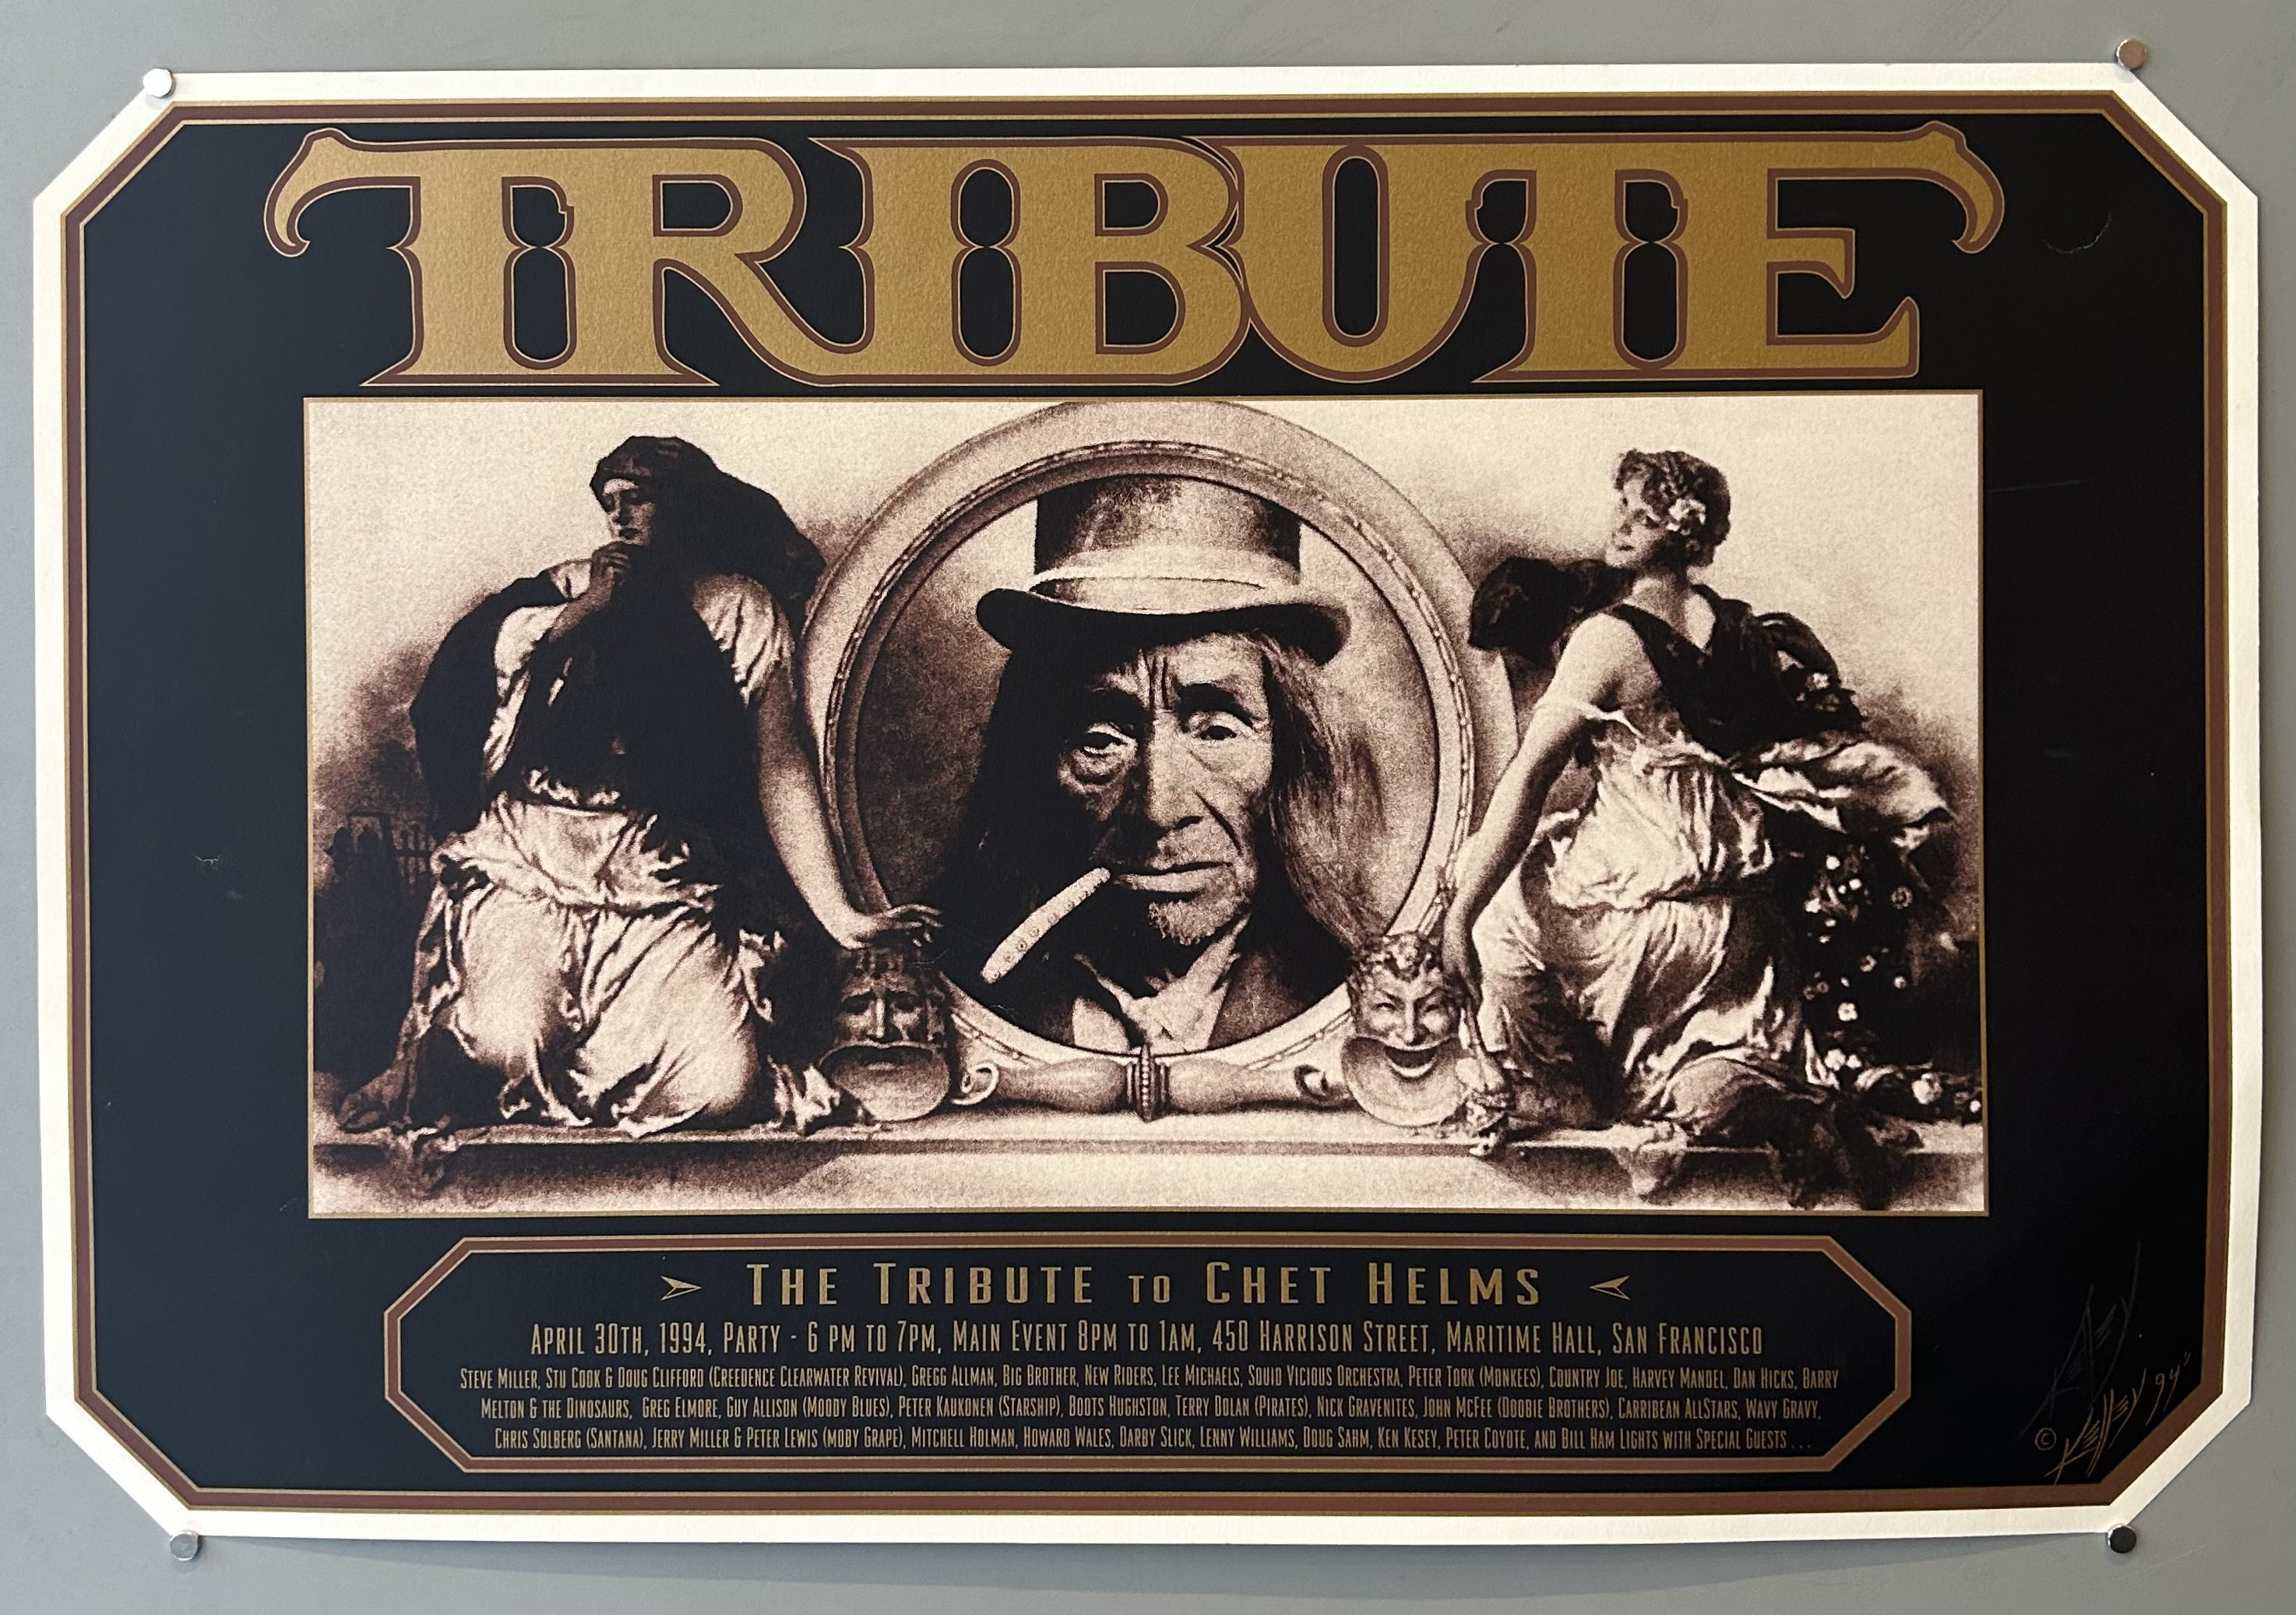 TRIBUTE
THE TRIBUTE TO CHET HELMS
APRIL 30TH, 1994, PARTY - 6 PM TO 7PM, MAIN EVENT 8PM TO 1AM, 450 HARRISON STREET, MARITIME HALL, SAN FRANCISCO
STEVE MILLER, STU COOK & DOUG CLIFFORD (CREEDENCE CLEARWATER REVIVAL), GREGG ALLMAN, BIG BROTHER, NEW RIDERS, LEE MICHAELS, SQUID VICIOUS ORCHESTRA, PETER TORK (MONKEES), COUNTRY JOE, HARVEY MANDEL, DAN HICKS, BARRY
MELTON & THE DINOSAURS, GREG ELMORE, GUY ALLISON (MOODY BLUES), PETER KAUKONEN (STARSHIP), BOOTS HUGHSTON, TERRY DOLAN (PIRATES), NICK GRAVENITES, JOHN MCFEE (DOOBIE BROTHERS), CARRIBEAN ALLSTARS, WAVY GRAVY,
CHRIS SOLBERG (SANTANA), JERRY MILLER & PETER LEWIS (MOBY GRAPE), MITCHELL HOLMAN, HOWARD WALES, DARBY SLICK, LENNY WILLIAMS, DOUG SAHM, KEN KESEY, PETER COYOTE, AND BILL HAM LIGHTS WITH SPECIAL GUESTS . . .
KELLEY
© KELLEY 94"